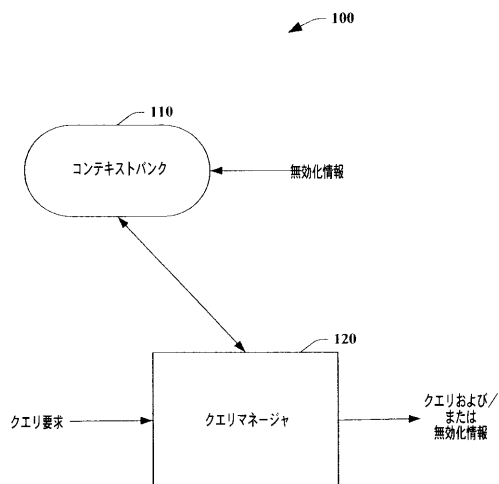 100
110
コンテキストバンク
無効化情報
120
クエリ要求
クエリマネージャ
クエリおよび/
または
無効化情報